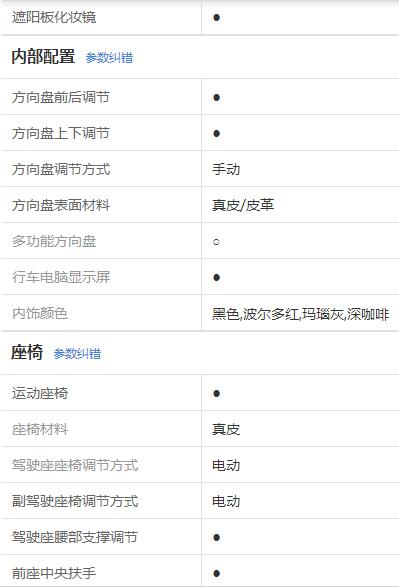 遮阳板化妆镜 ●
内部配置 参数纠错
方向盘前后调节 ●
方向盘上下调节 ●
方向盘调节方式 手动
方向盘表面材料 真皮/皮革
多功能方向盘 ○
行车电脑显示屏 ●
内饰颜色 黑色,波尔多红,玛瑙灰,深咖啡
座椅 参数纠错
运动座椅 ●
座椅材料 真皮
驾驶座座椅调节方式 电动
副驾驶座椅调节方式 电动
驾驶座腰部支撑调节 ●
前座中央扶手 ●